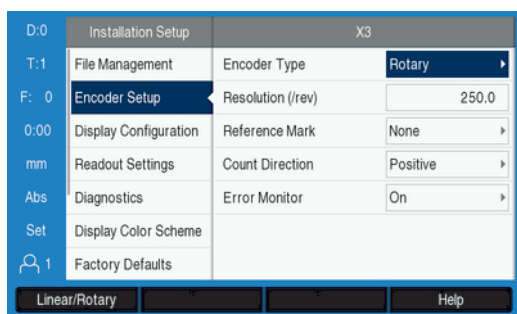 D:0
Installation Setup
X3
T:1
File Management
Encoder Type
Rotary
F: 0
Encoder Setup
Resolution (/rev)
250.0
0:00
Display Configuration
Reference Mark
None
mm
Readout Settings
Count Direction
Positive
Abs
Diagnostics
Error Monitor
On
Set
Display Color Scheme
1
Factory Defaults
Linear/Rotary
Help